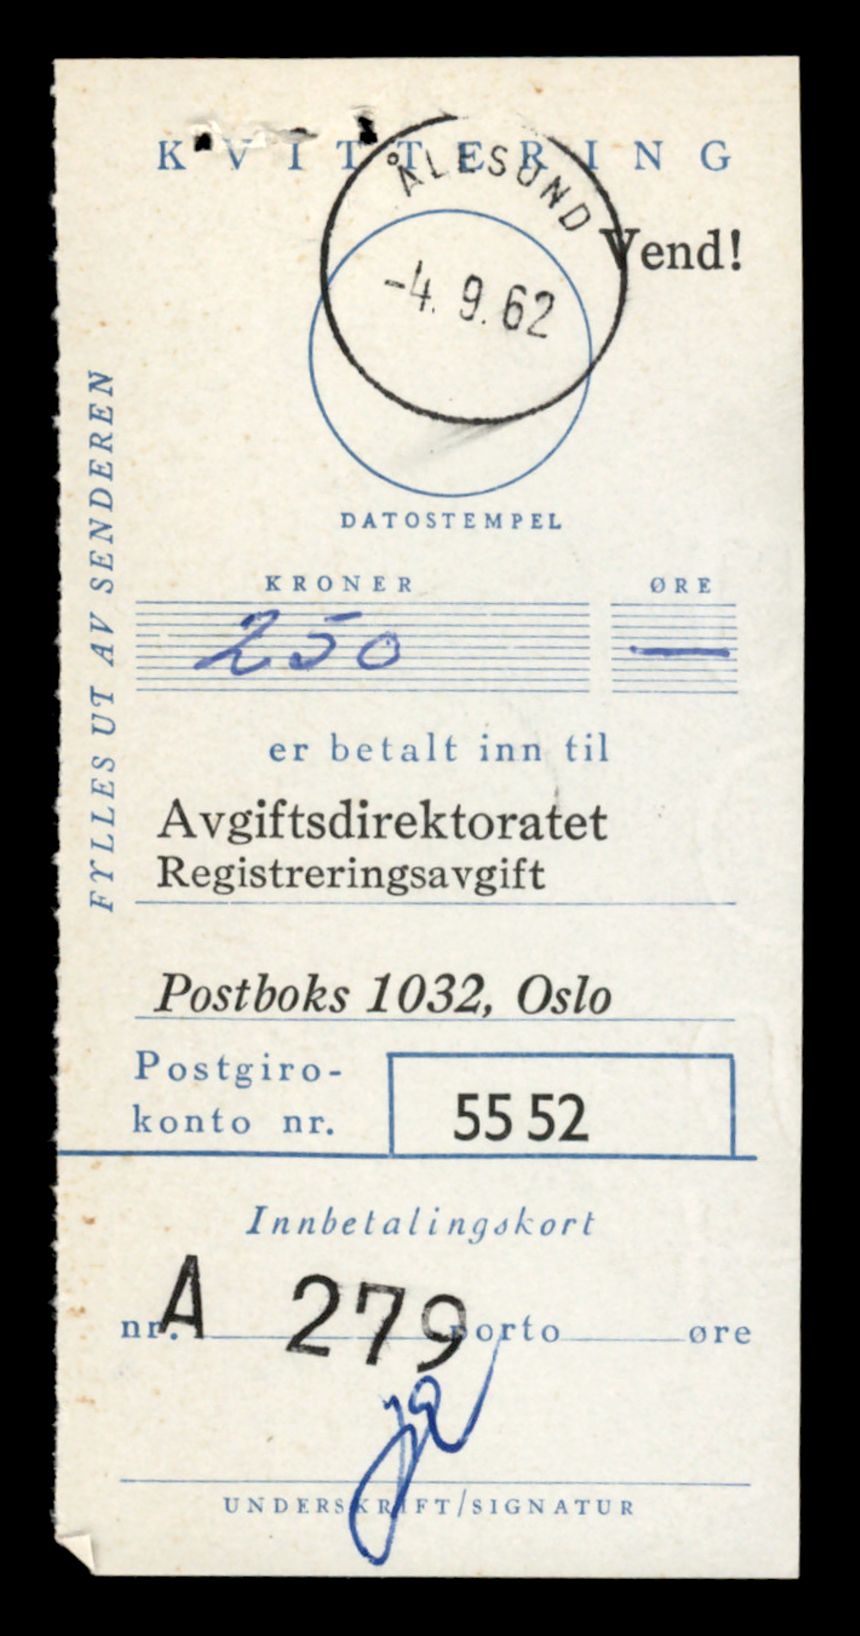 KVITTERING
ÅLESUND
Vend!
-4. 9. 62
DATOSTEMPEL
FYLLES UT AV SENDEREN
KRONER ØRE
250 —
er betalt inn til
Avgiftsdirektoratet
Registreringsavgift
Postboks 1032, Oslo
Postgiro-
konto nr. 55 52
Innbetalingskort
nr. A 279 porto øre
UNDERSKRIFT/SIGNATUR